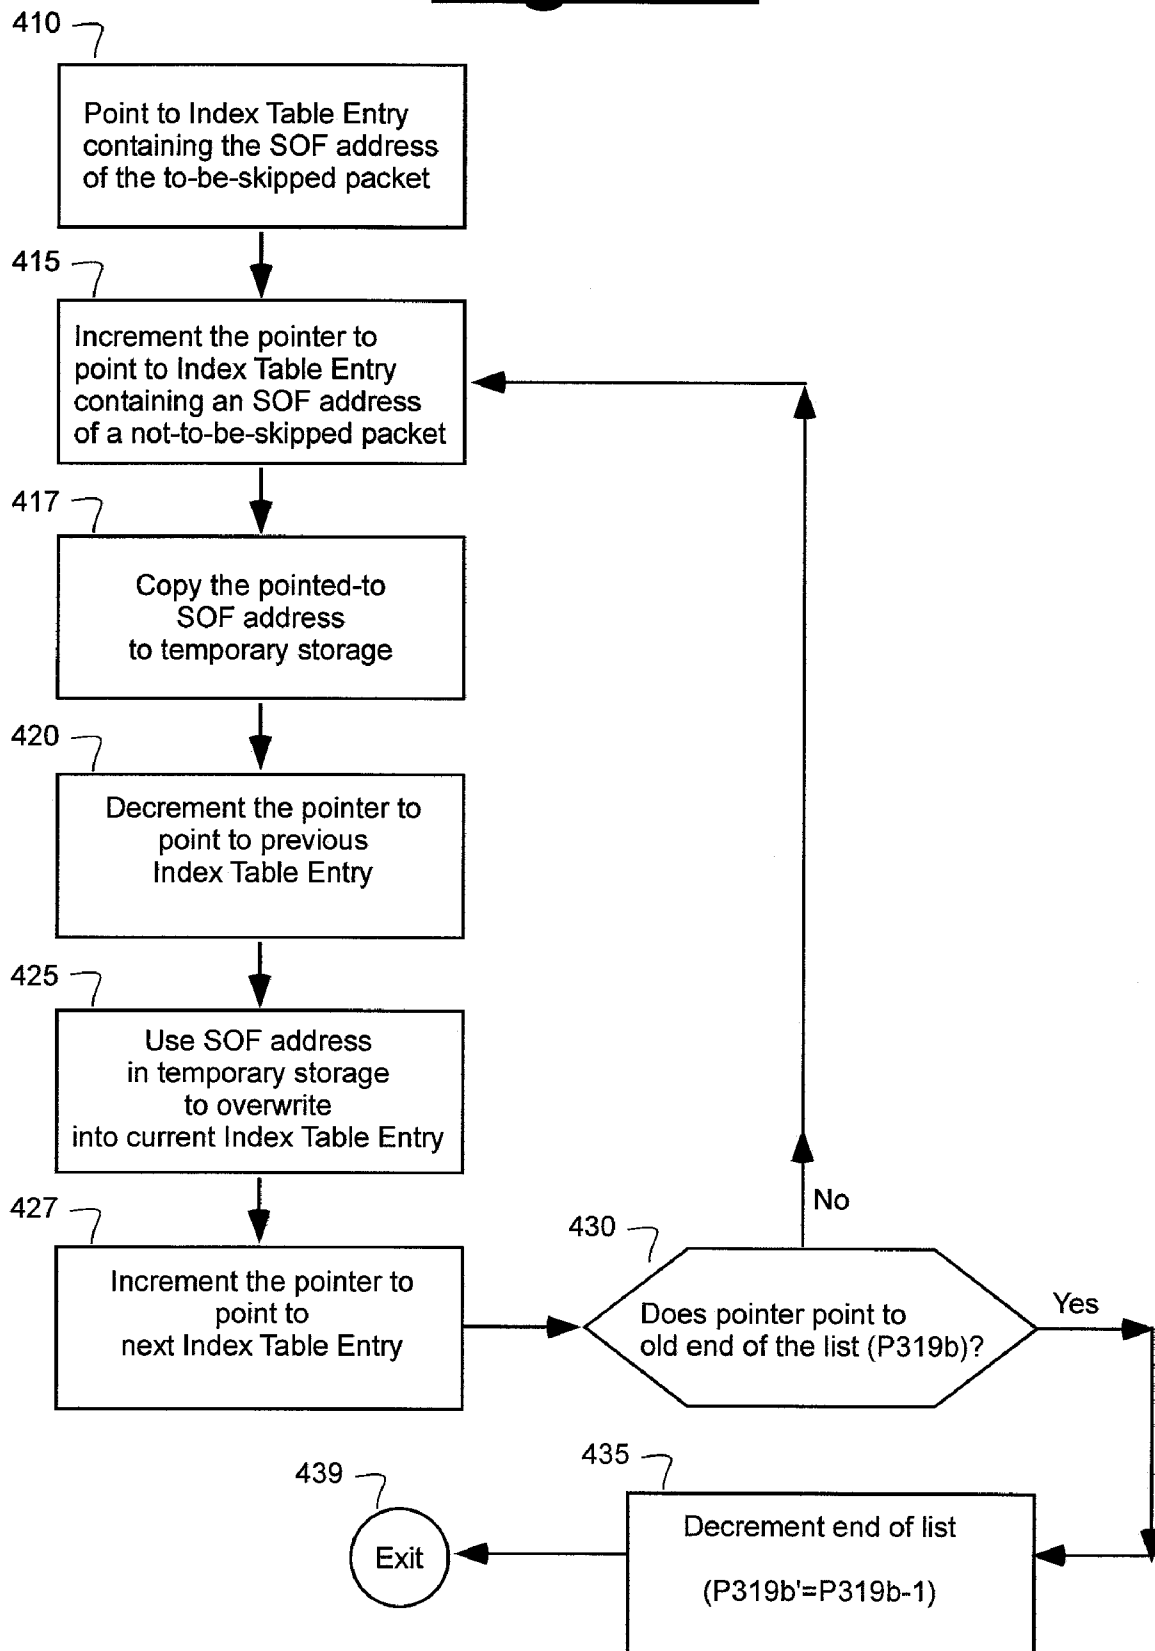 410
Point to Index Table Entry
containing the SOF address
of the to-be-skipped packet
415
Increment the pointer to
point to Index Table Entry
containing an SOF address
of a not-to-be-skipped packet
417
Copy the pointed-to
SOF address
to temporary storage
420
Decrement the pointer to
point to previous
Index Table Entry
425
Use SOF address
in temporary storage
to overwrite
into current Index Table Entry
427
Increment the pointer to
point to
next Index Table Entry
430
No
Does pointer point to
old end of the list (P319b)?
Yes
435
Decrement end of list
(P319b'=P319b-1)
439
Exit